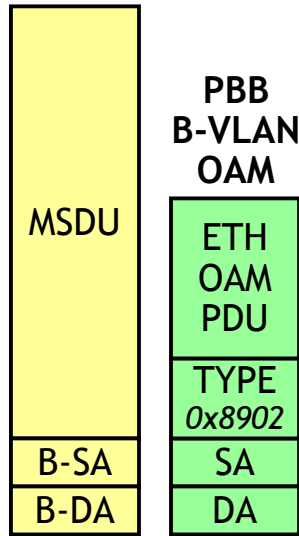 MSDU
B-SA
B-DA
PBB
B-VLAN
OAM
ETH
OAM
PDU
TYPE
0x8902
SA
DA